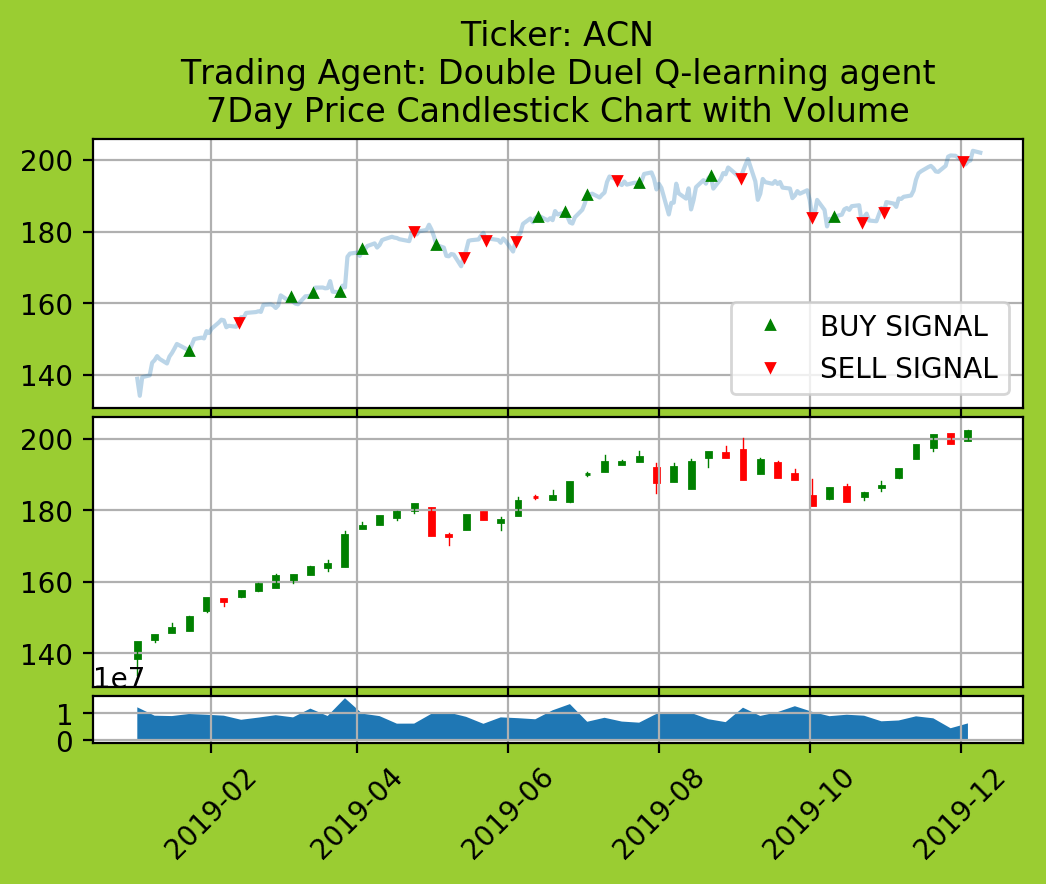 Ticker: ACN
Trading Agent: Double Duel Q-learning agent
7Day Price Candlestick Chart with Volume
200
180
160
140
BUY SIGNAL
SELL SIGNAL
200
180
160
140
1e7
1
0
2019-02
2019-04
2019-06
2019-08
2019-10
2019-12